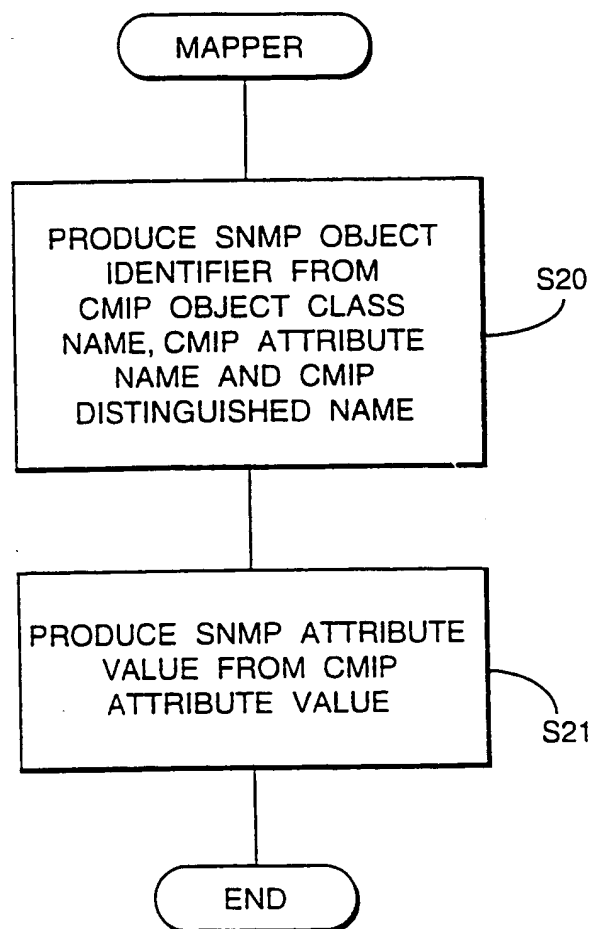 MAPPER
PRODUCE SNMP OBJECT
IDENTIFIER FROM
CMIP OBJECT CLASS
NAME, CMIP ATTRIBUTE
NAME AND CMIP
DISTINGUISHED NAME
S20
PRODUCE SNMP ATTRIBUTE
VALUE FROM CMIP
ATTRIBUTE VALUE
S21
END